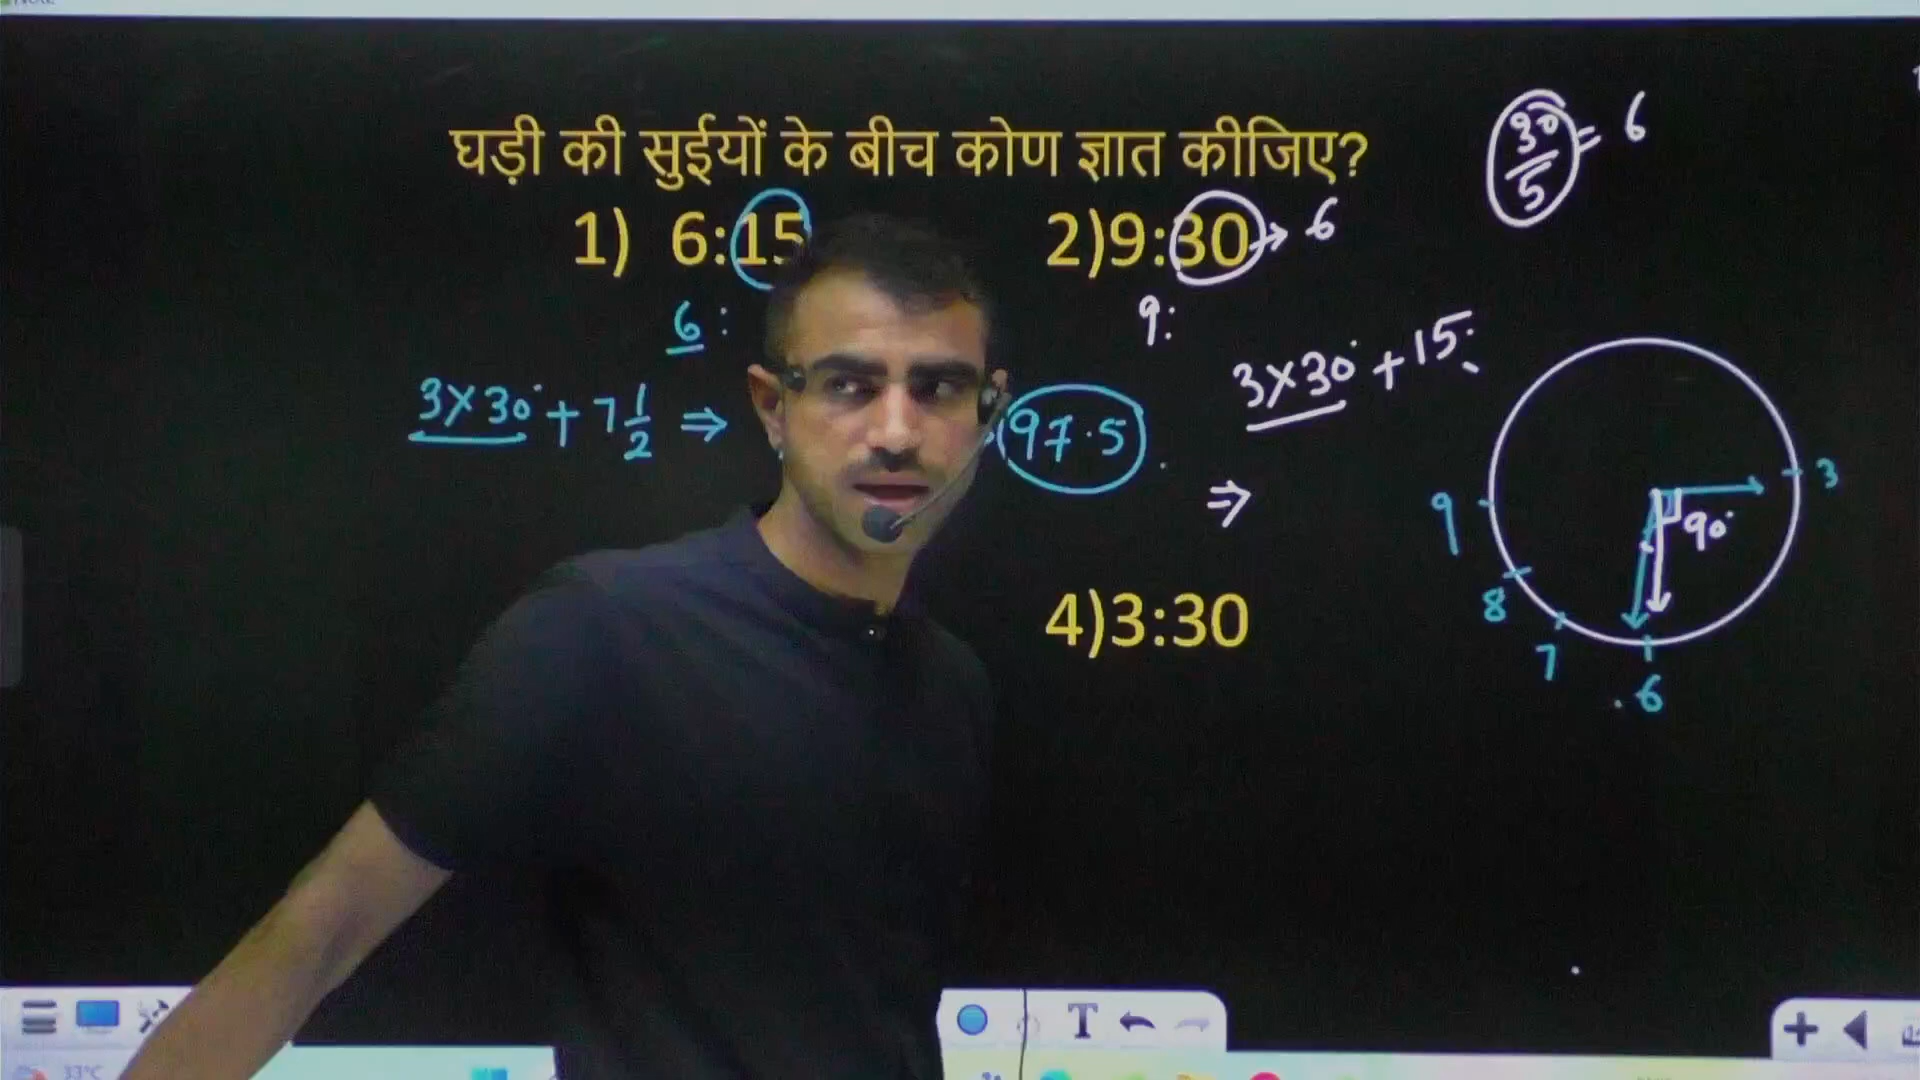 घड़ी की सुईयों के बीच कोण ज्ञात कीजिए?
30/5 = 6
1) 6:15
2)9:30 → 6
6:
9:
3×30° + 7 1/2 ⇒
97.5
3×30° + 15°
⇒
3
9
90°
8
4)3:30
7
6
T
33°C